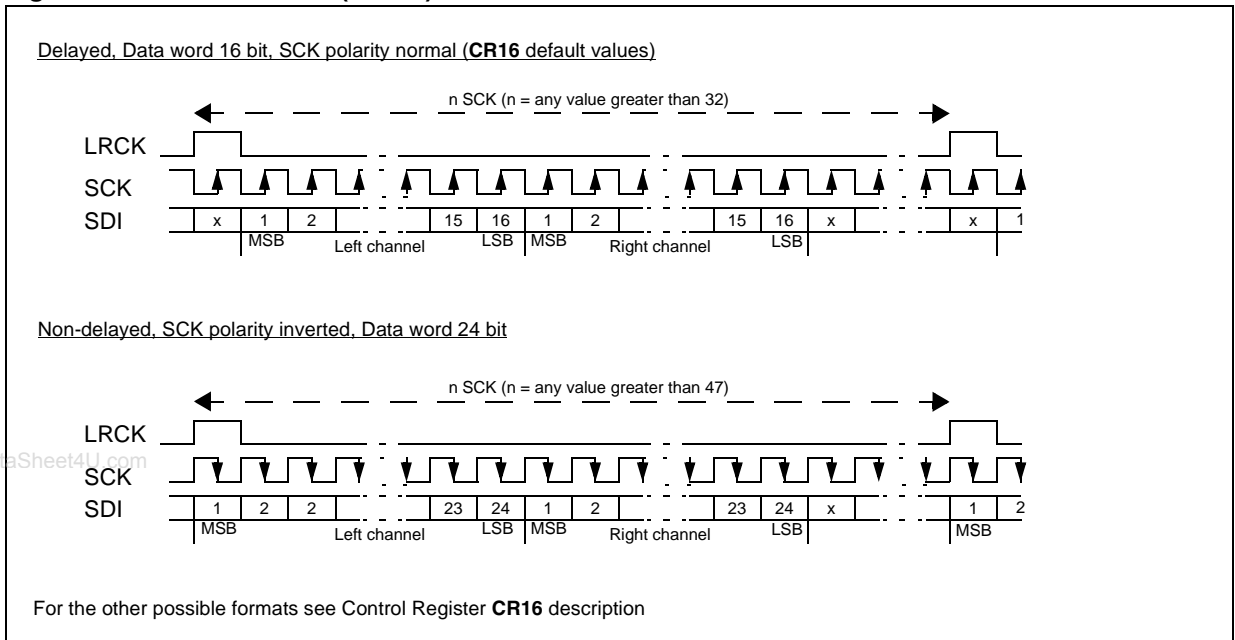 Delayed, Data word 16 bit, SCK polarity normal (CR16 default values)
n SCK (n = any value greater than 32)
LRCK
SCK
SDI x 1 2 15 16 1 2 15 16 x x 1
MSB Left channel LSB MSB Right channel LSB
Non-delayed, SCK polarity inverted, Data word 24 bit
n SCK (n = any value greater than 47)
LRCK
taSheet4U.com
SCK
SDI 1 2 2 23 24 1 2 23 24 x 1 2
MSB Left channel LSB MSB Right channel LSB MSB
For the other possible formats see Control Register CR16 description